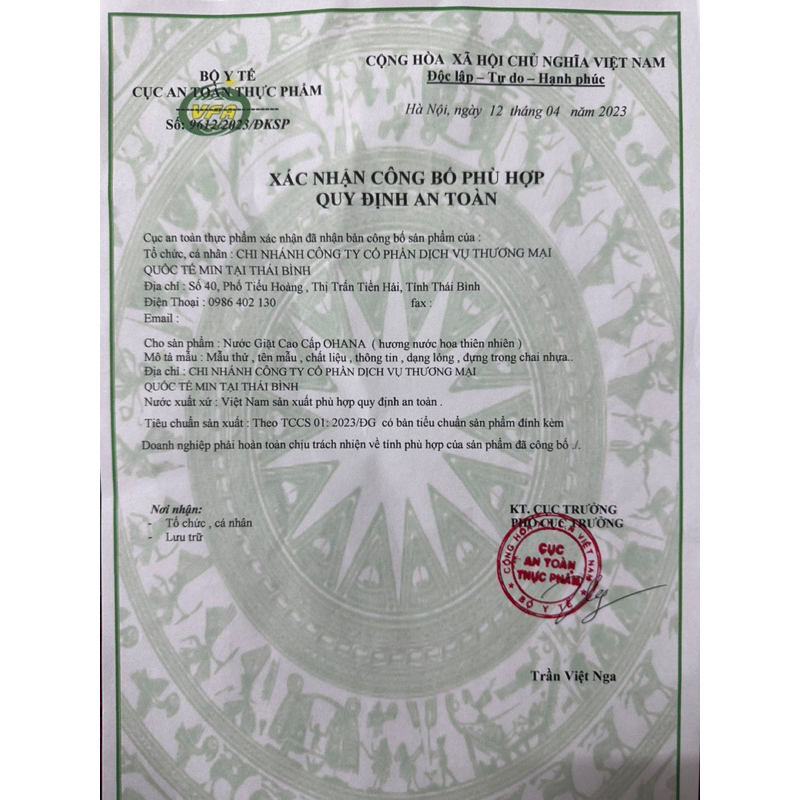 BỘ Y TẾ
CỤC AN TOÀN THỰC PHẨM
VFA
Số: 9612/2023/ĐKSP
CỘNG HÒA XÃ HỘI CHỦ NGHĨA VIỆT NAM
Độc lập – Tự do – Hạnh phúc
Hà Nội, ngày 12 tháng 04 năm 2023
XÁC NHẬN CÔNG BỐ PHÙ HỢP
QUY ĐỊNH AN TOÀN
Cục an toàn thực phẩm xác nhận đã nhận bản công bố sản phẩm của :
Tổ chức, cá nhân : CHI NHÁNH CÔNG TY CỔ PHẦN DỊCH VỤ THƯƠNG MẠI
QUỐC TẾ MIN TẠI THÁI BÌNH
Địa chỉ : Số 40, Phố Tiểu Hoàng , Thị Trấn Tiền Hải, Tỉnh Thái Bình
Điện Thoại : 0986 402 130 fax :
Email :
Cho sản phẩm : Nước Giặt Cao Cấp OHANA ( hương nước hoa thiên nhiên )
Mô tả mẫu : Mẫu thử , tên mẫu , chất liệu , thông tin , dạng lỏng , đựng trong chai nhựa..
Địa chỉ : CHI NHÁNH CÔNG TY CỔ PHẦN DỊCH VỤ THƯƠNG MẠI
QUỐC TẾ MIN TẠI THÁI BÌNH
Nước xuất xứ : Việt Nam sản xuất phù hợp quy định an toàn .
Tiêu chuẩn sản xuất : Theo TCCS 01: 2023/ĐG có bản tiểu chuẩn sản phẩm đính kèm
Doanh nghiệp phải hoàn toàn chịu trách nhiện về tính phù hợp của sản phẩm đã công bố ./.
Nơi nhận:
- Tổ chức , cá nhân
- Lưu trữ
KT. CỤC TRƯỞNG
PHÓ CỤC TRƯỞNG
CỘNG HÒA X.H.C.N VIỆT NAM
CỤC
AN TOÀN
THỰC PHẨM
★ BỘ Y TẾ ★
Trần Việt Nga